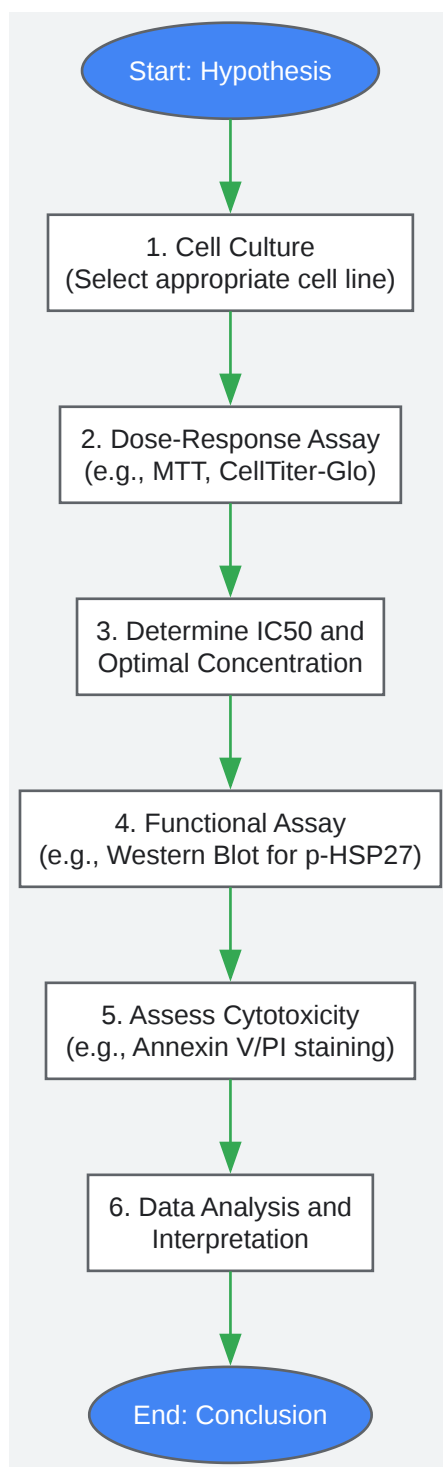 Start: Hypothesis
1. Cell Culture
(Select appropriate cell line)
2. Dose-Response Assay
(e.g., MTT, CellTiter-Glo)
3. Determine IC50 and
Optimal Concentration
4. Functional Assay
(e.g., Western Blot for p-HSP27)
5. Assess Cytotoxicity
(e.g., Annexin V/PI staining)
6. Data Analysis and
Interpretation
End: Conclusion